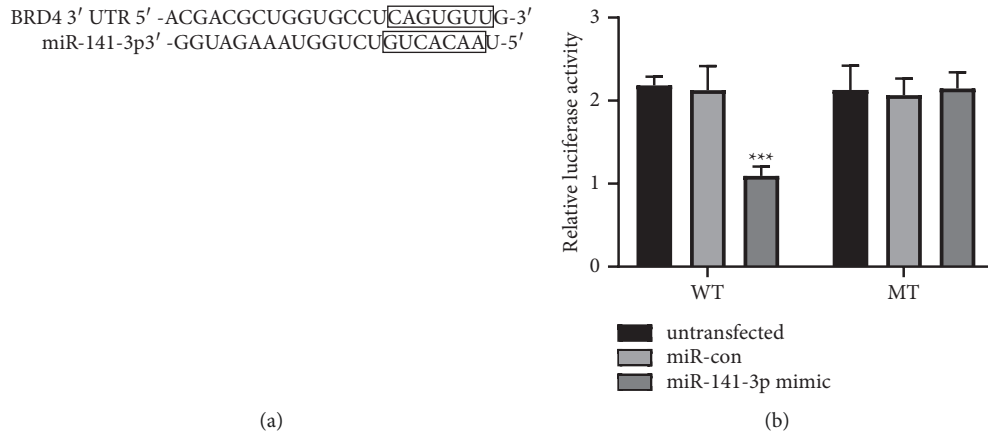 BRD4 3′ UTR 5′ -ACGACGCUGGUGCCUCAGUGUUG-3′
miR-141-3p3′ -GGUAGAAAUGGUCUGUCACAAU-5′
Relative luciferase activity
3
2
1
0
***
WT
MT
untransfected
miR-con
miR-141-3p mimic
(a)
(b)